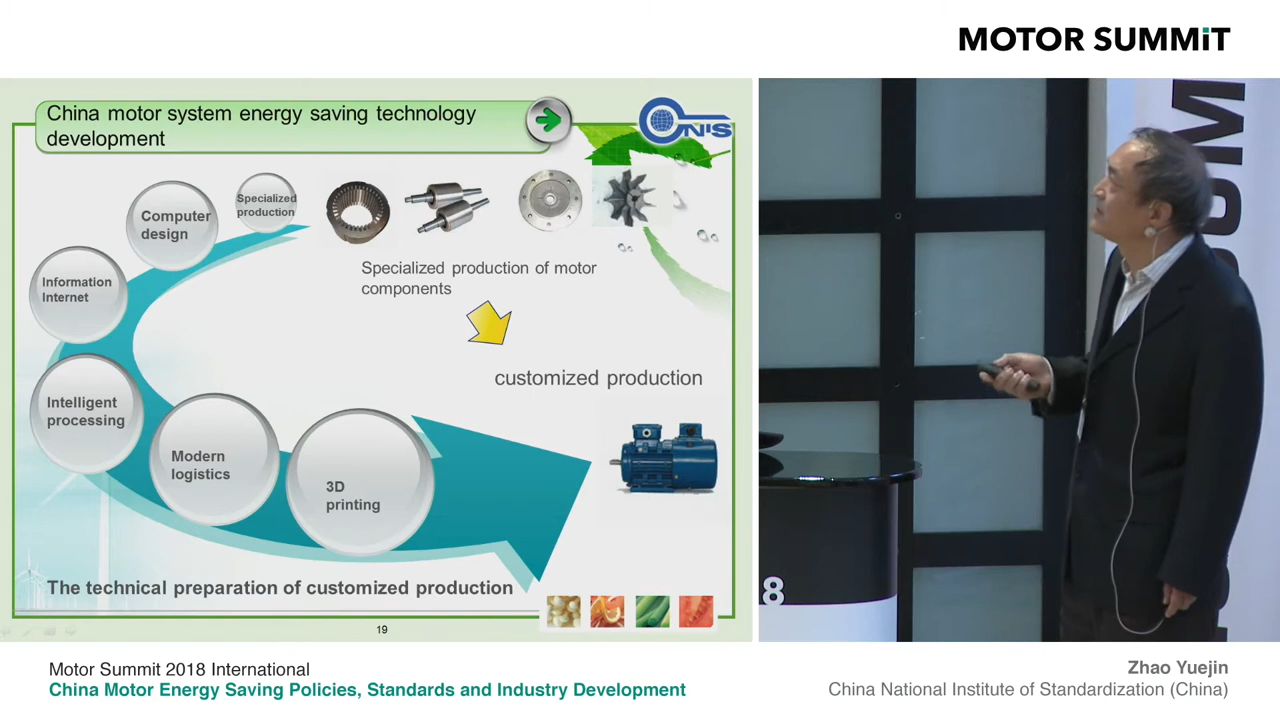 MOTOR SUMMiT
China motor system energy saving technology
development
CNIS
Specialized
production
Computer
design
Information
Internet
Intelligent
processing
Modern
logistics
3D
printing
Specialized production of motor
components
customized production
The technical preparation of customized production
19
8
Motor Summit 2018 International
China Motor Energy Saving Policies, Standards and Industry Development
Zhao Yuejin
China National Institute of Standardization (China)